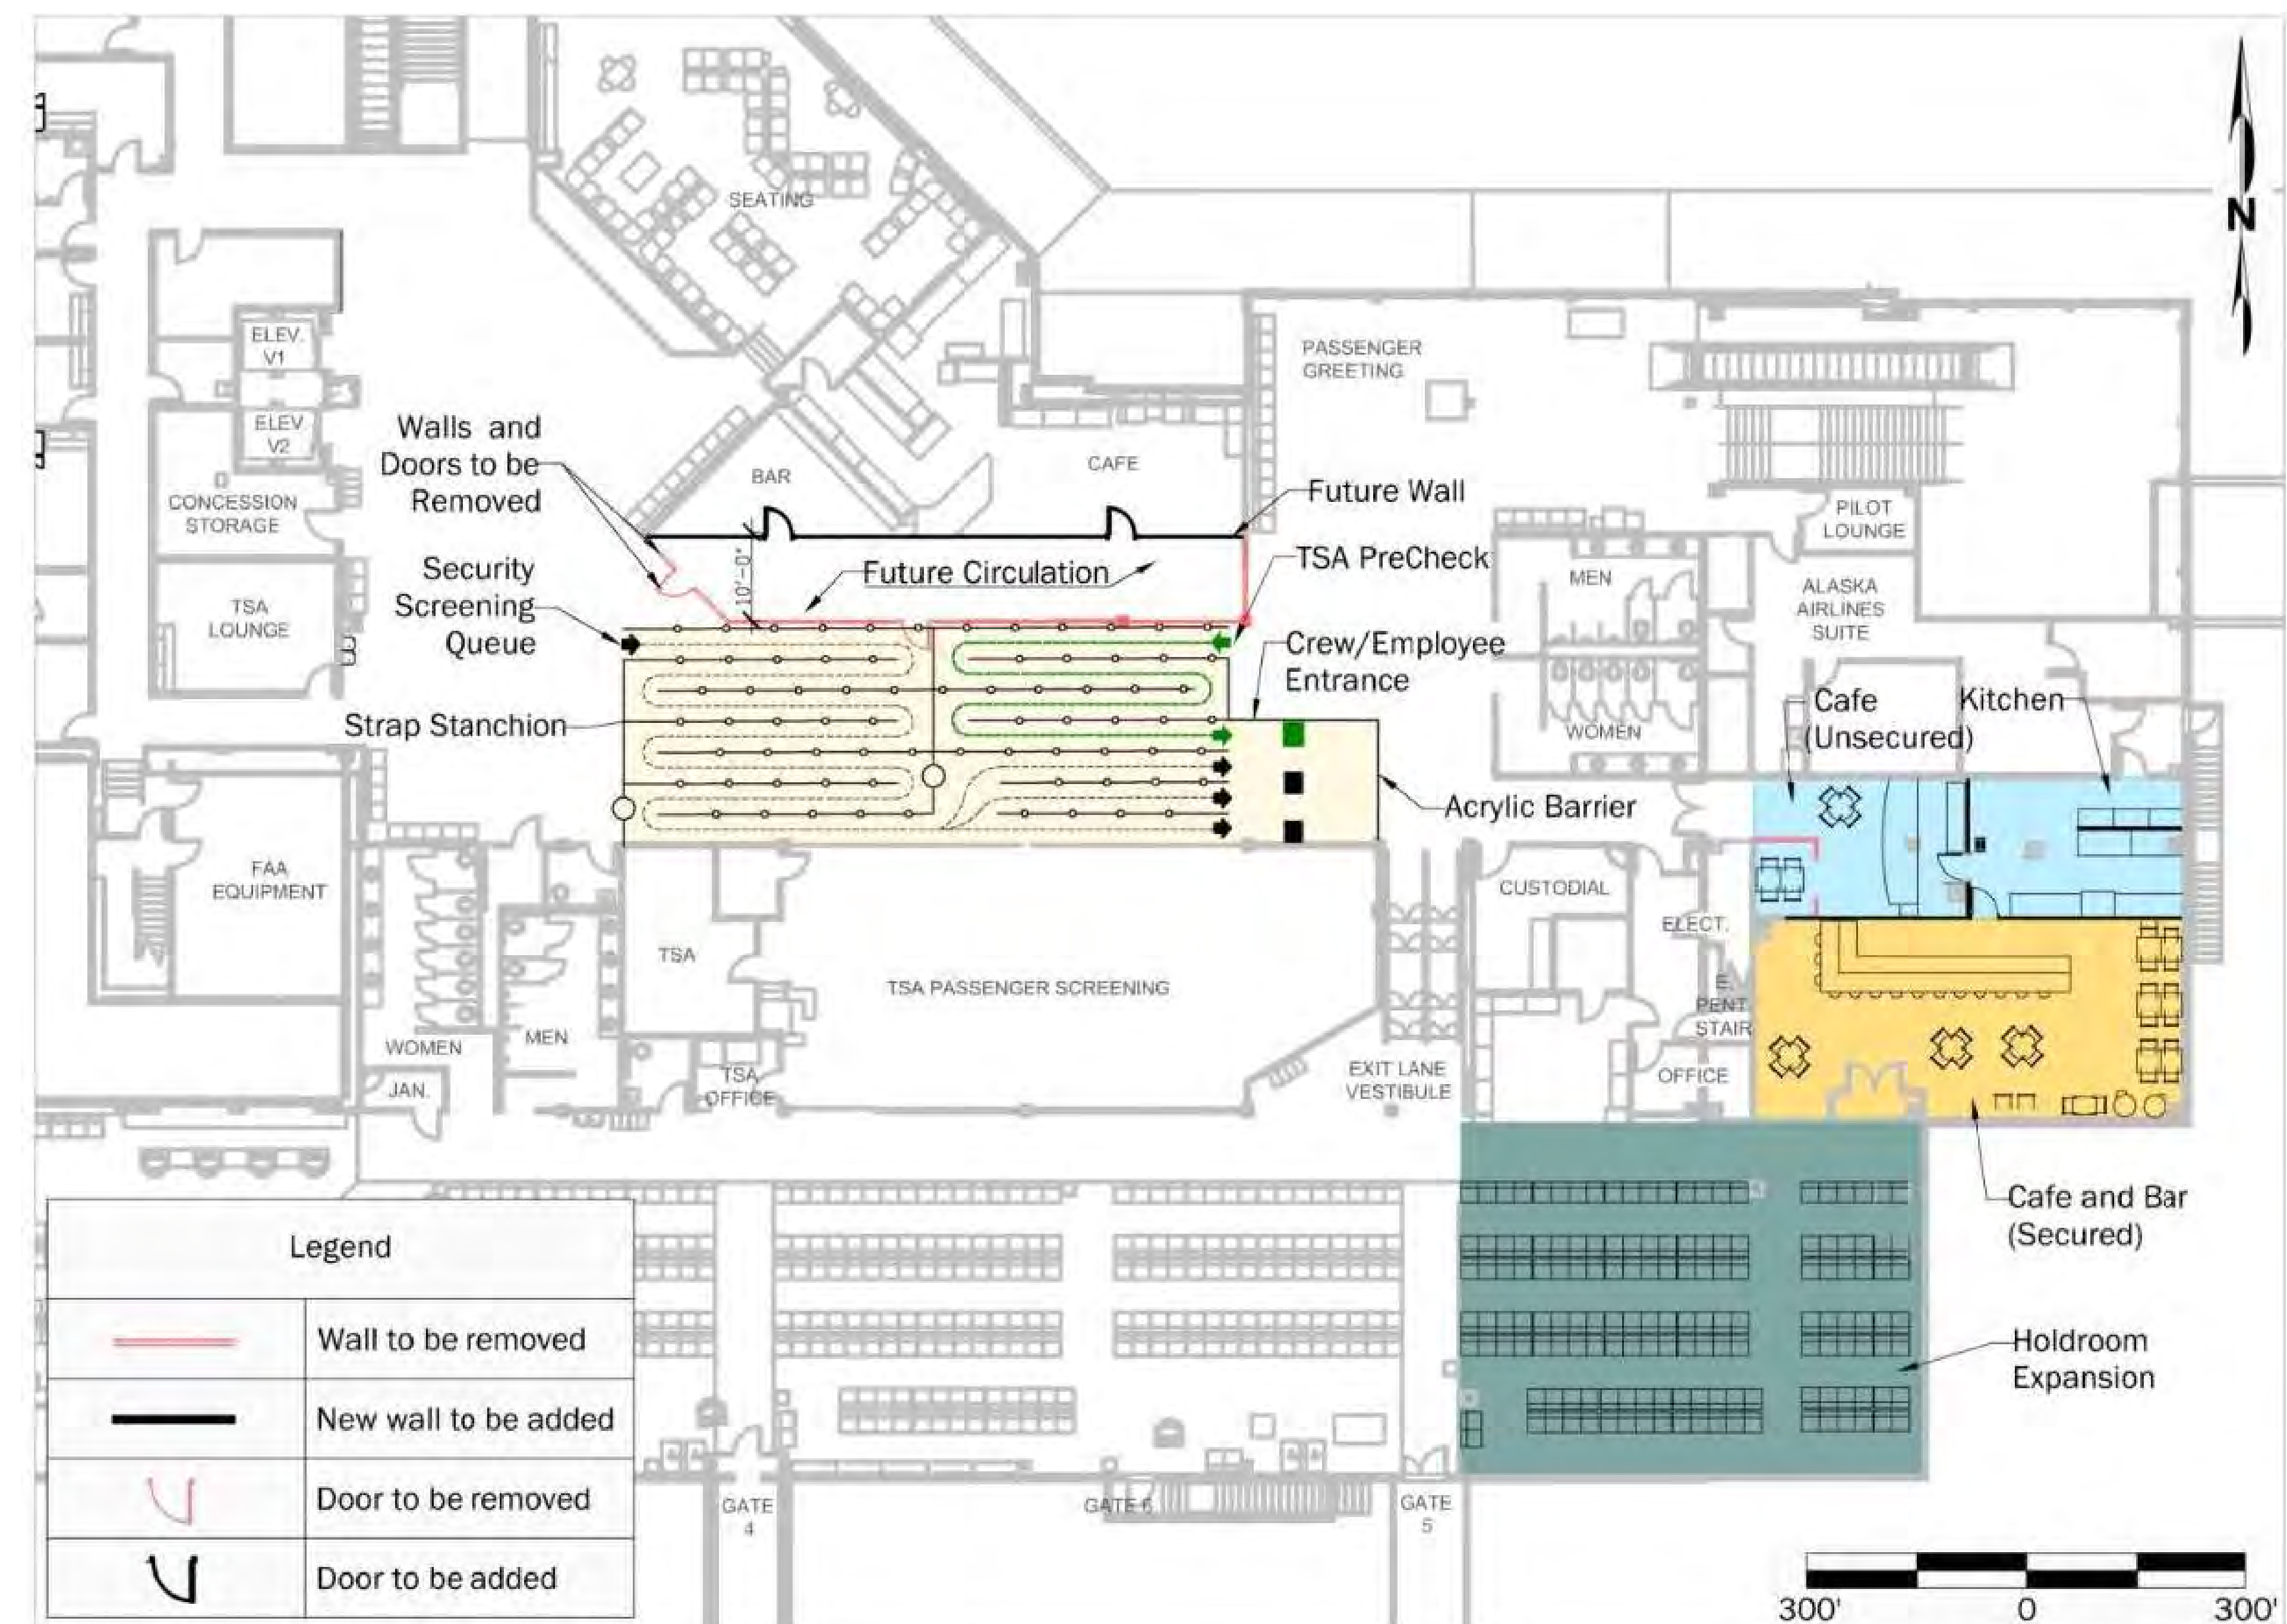 SEATING
N
ELEV.
V1
PASSENGER
GREETING
ELEV
V2
Walls and
Doors to be
Removed
CONCESSION
STORAGE
BAR
CAFE
Future Wall
PILOT
LOUNGE
Security
Screening
Queue
10'-0"
Future Circulation
TSA PreCheck
MEN
ALASKA
AIRLINES
SUITE
TSA
LOUNGE
Crew/Employee
Entrance
Strap Stanchion
WOMEN
Cafe
(Unsecured)
Kitchen
Acrylic Barrier
FAA
EQUIPMENT
CUSTODIAL
TSA
TSA PASSENGER SCREENING
ELECT.
E.
PENT.
STAIR
WOMEN
MEN
JAN.
TSA
OFFICE
EXIT LANE
VESTIBULE
OFFICE
Cafe and Bar
(Secured)
Holdroom
Expansion
Legend
Wall to be removed
New wall to be added
Door to be removed
Door to be added
GATE
4
GATE 6
GATE
5
300'
0
300'